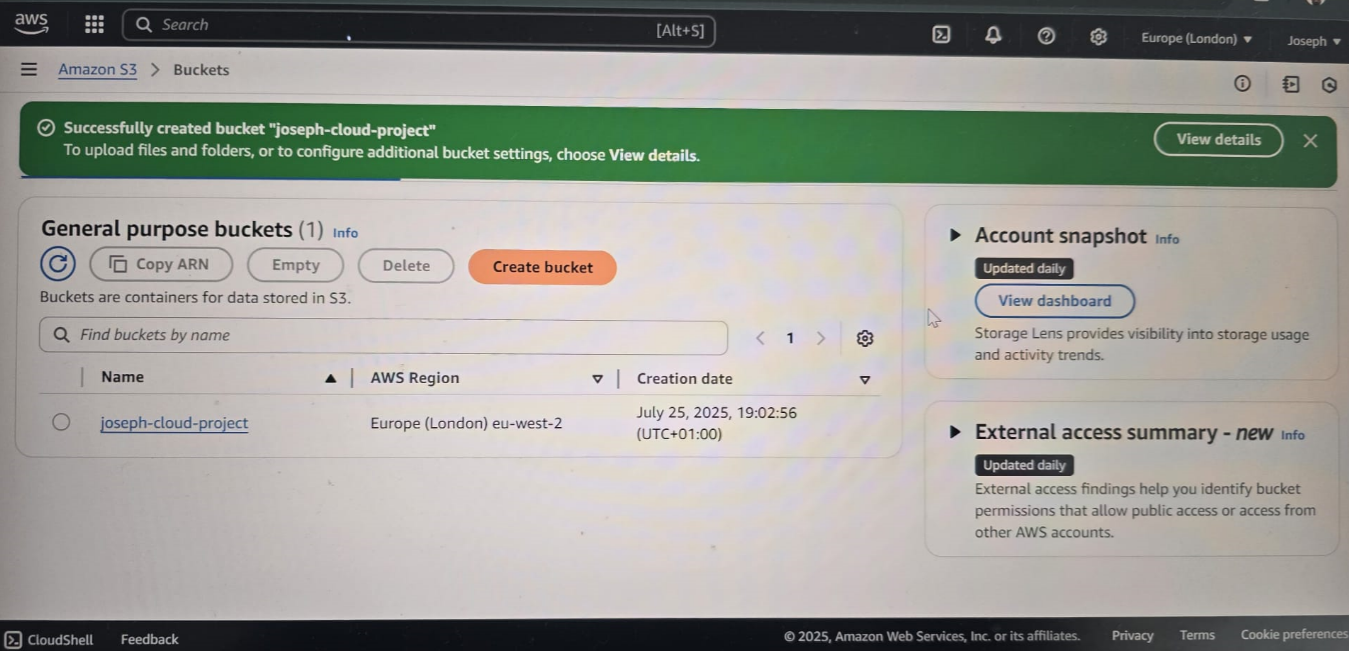 aws
Search
[Alt+S]
Europe (London) ▼
Joseph ▼
Amazon S3 > Buckets
Successfully created bucket "joseph-cloud-project"
To upload files and folders, or to configure additional bucket settings, choose View details.
View details
General purpose buckets (1) Info
Copy ARN
Empty
Delete
Create bucket
Buckets are containers for data stored in S3.
Find buckets by name
1
Name
AWS Region
Creation date
joseph-cloud-project
Europe (London) eu-west-2
July 25, 2025, 19:02:56
(UTC+01:00)
Account snapshot Info
Updated daily
View dashboard
Storage Lens provides visibility into storage usage
and activity trends.
External access summary - new Info
Updated daily
External access findings help you identify bucket
permissions that allow public access or access from
other AWS accounts.
CloudShell
Feedback
© 2025, Amazon Web Services, Inc. or its affiliates.
Privacy
Terms
Cookie preferences